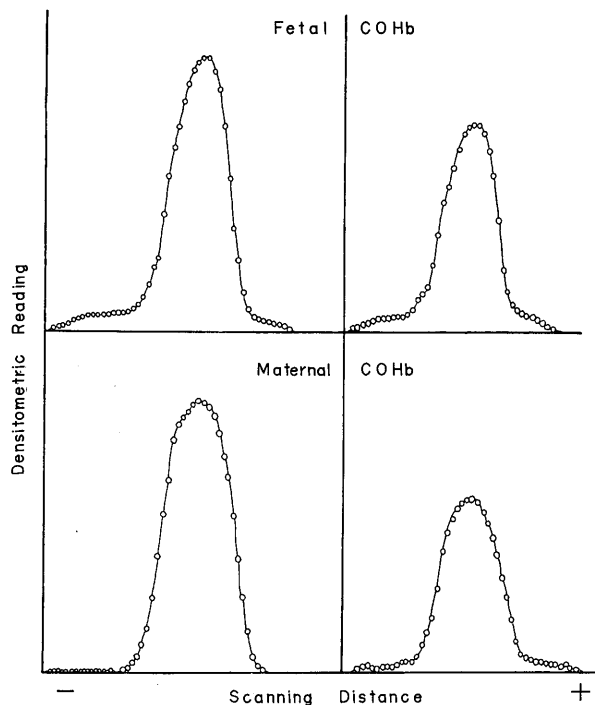 Fetal COHb
Maternal COHb
Densitometric Reading
− Scanning Distance +